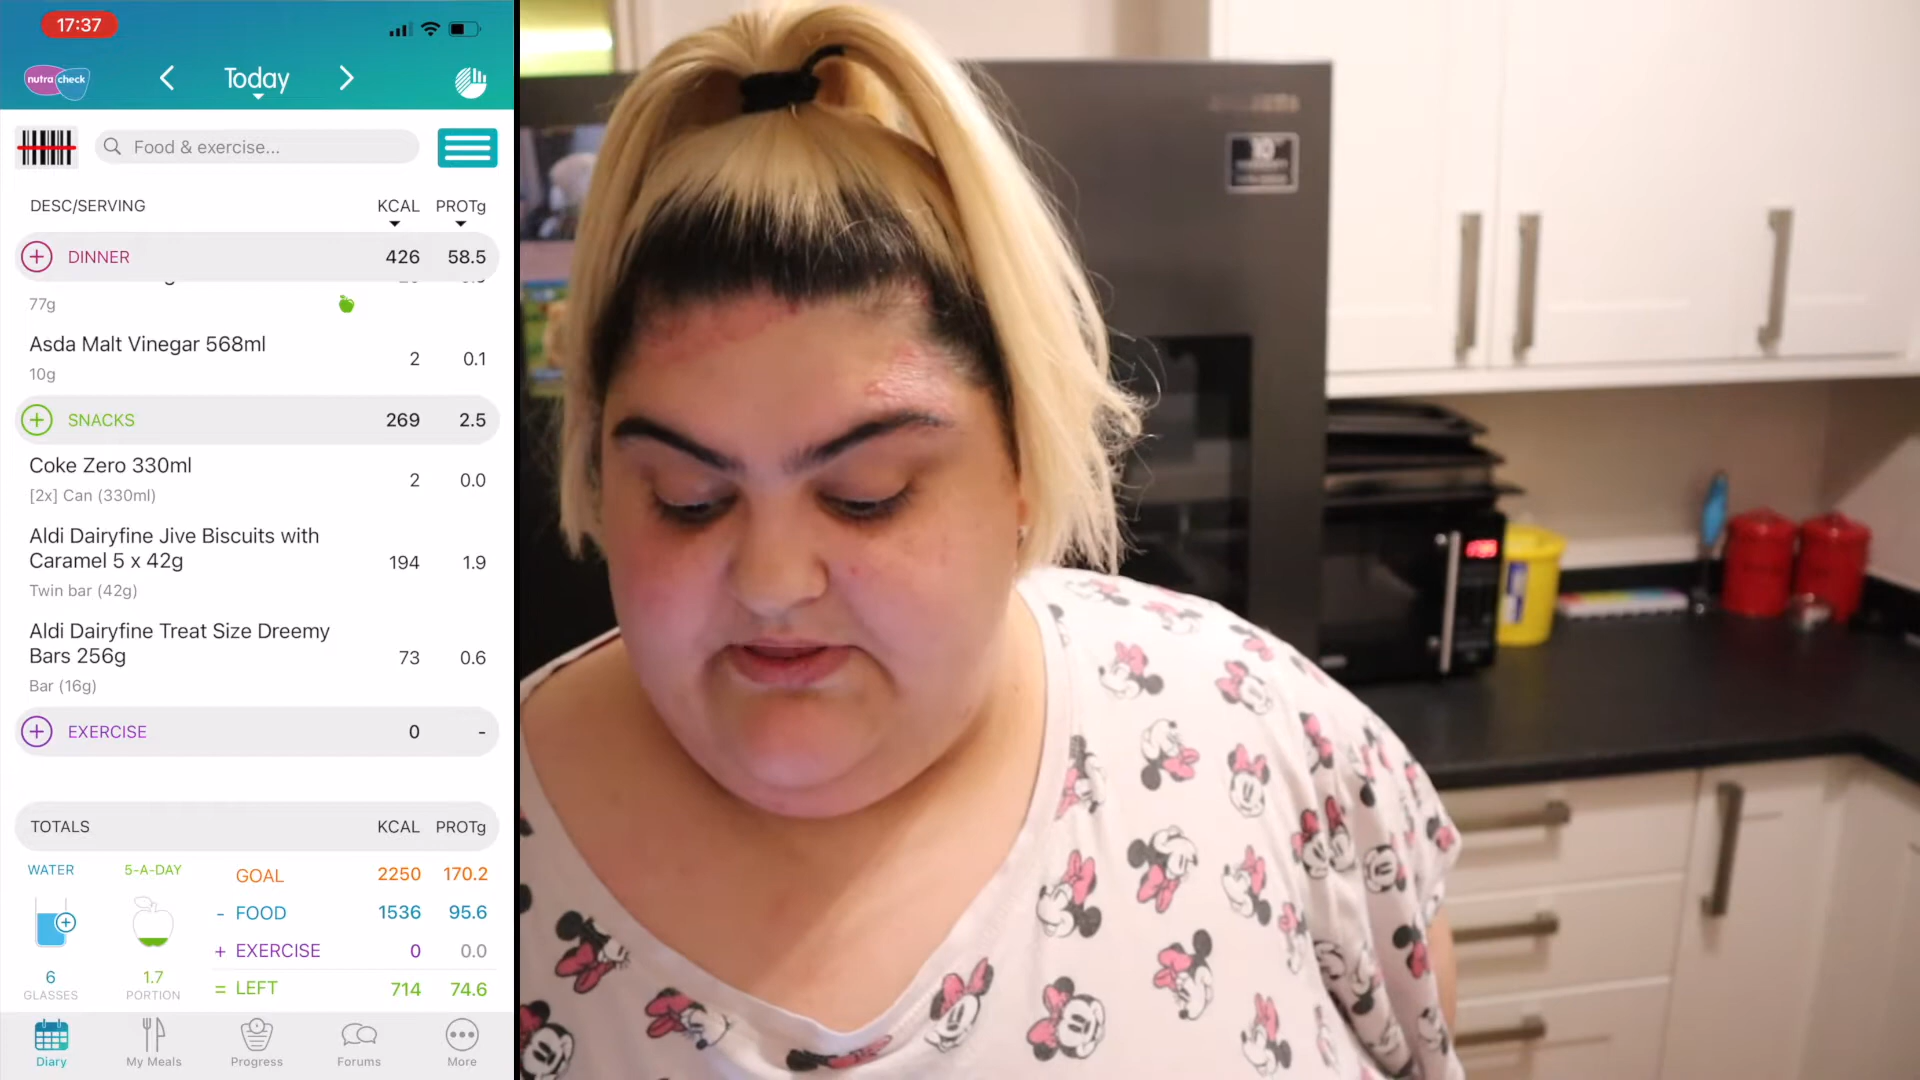 17:37
nutra check
Today
Food & exercise...
DESC/SERVING KCAL PROTg
DINNER 426 58.5
77g
Asda Malt Vinegar 568ml
2 0.1
10g
SNACKS 269 2.5
Coke Zero 330ml
2 0.0
[2x] Can (330ml)
Aldi Dairyfine Jive Biscuits with
Caramel 5 x 42g
194 1.9
Twin bar (42g)
Aldi Dairyfine Treat Size Dreemy
Bars 256g
73 0.6
Bar (16g)
EXERCISE 0 -
TOTALS KCAL PROTg
WATER 5-A-DAY
GOAL 2250 170.2
- FOOD 1536 95.6
+ EXERCISE 0 0.0
= LEFT 714 74.6
6 1.7
GLASSES PORTION
Diary My Meals Progress Forums More
10